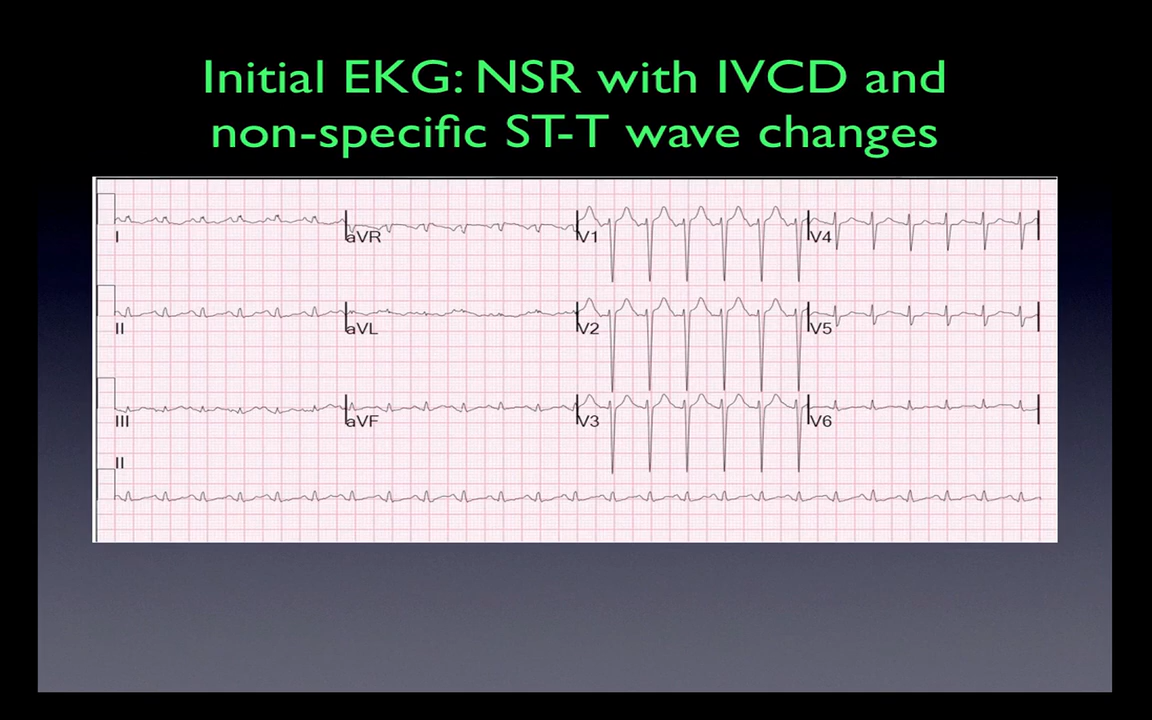 Initial EKG: NSR with IVCD and
non-specific ST-T wave changes
I aVR V1 V4
II aVL V2 V5
III aVF V3 V6
II